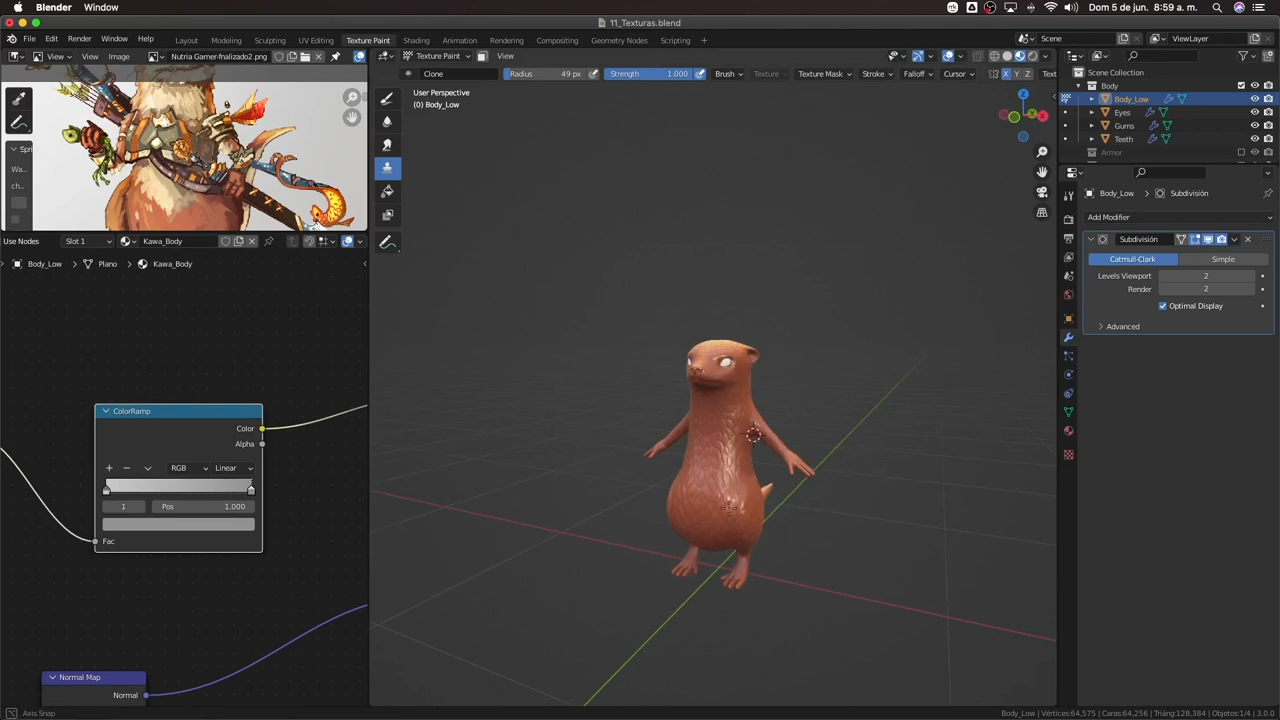 Blender Window Dom 5 de jun. 8:59 a. m.
11_Texturas.blend
File Edit Render Window Help Layout Modeling Sculpting UV Editing Texture Paint Shading Animation Rendering Compositing Geometry Nodes Scripting Scene ViewLayer
View View Image Nutria Gamer-fnalizado2.png Texture Paint View
Clone Radius 49 px Strength 1.000 Brush Texture Texture Mask Stroke Falloff Cursor X Y Z Text
Scene Collection
Body
Body_Low
Eyes
Gums
Teeth
Armor
User Perspective
(0) Body_Low
Spri
Wa...
ch...
Use Nodes Slot 1 Kawa_Body
Body_Low Plano Kawa_Body
ColorRamp
Color
Alpha
RGB Linear
1 Pos 1.000
Fac
Normal Map
Normal
Body_Low Subdivisión
Add Modifier
Subdivisión
Catmull-Clark Simple
Levels Viewport 2
Render 2
Optimal Display
Advanced
Axis Snap
Body_Low | Vértices:64,575 | Caras:64,256 | Triáng:128,384 | Objetos:1/4 | 3.0.0